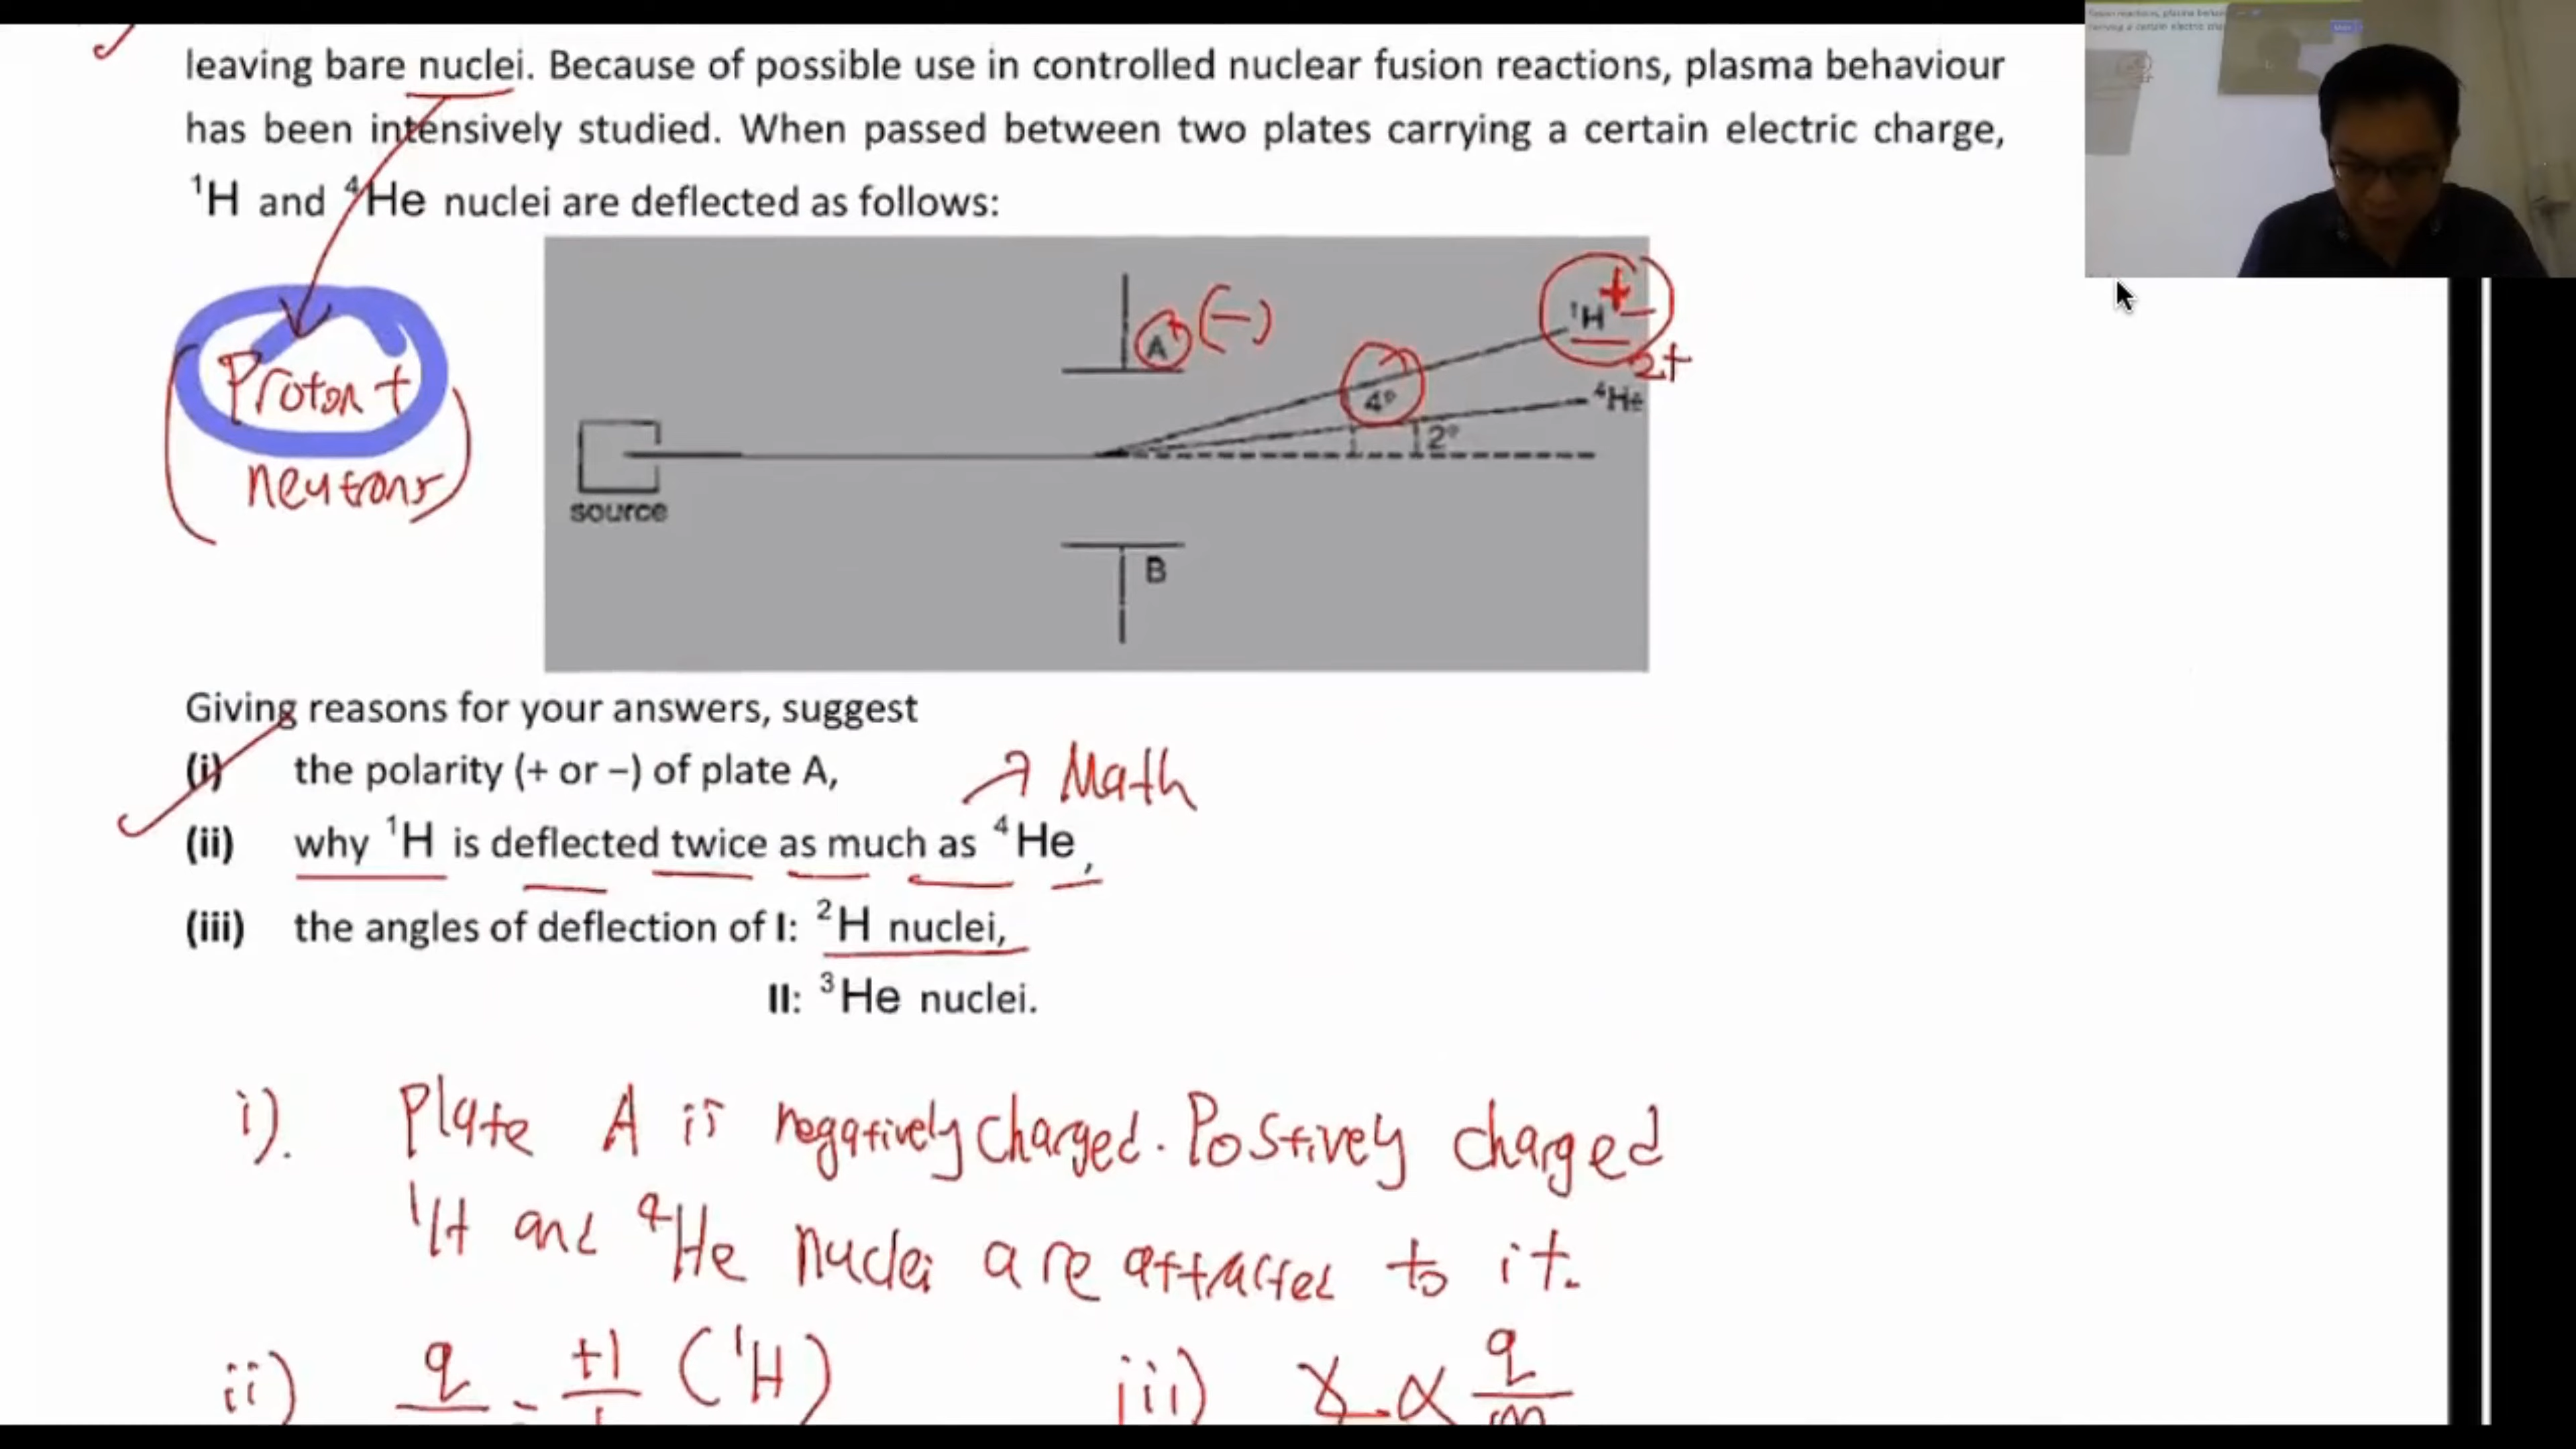 leaving bare nuclei. Because of possible use in controlled nuclear fusion reactions, plasma behaviour
has been intensively studied. When passed between two plates carrying a certain electric charge,
¹H and ⁴He nuclei are deflected as follows:
A (−)
¹H +
2+
4°
⁴He
2°
Proton +
neutrons
source
B
Giving reasons for your answers, suggest
(i) the polarity (+ or −) of plate A,
→ Math
(ii) why ¹H is deflected twice as much as ⁴He,
(iii) the angles of deflection of I: ²H nuclei,
II: ³He nuclei.
i). Plate A is negatively charged. Postively charged
¹H and ⁴He nuclei are attracted to it.
ii) q = +1 (¹H)
iii) ∝ q
m